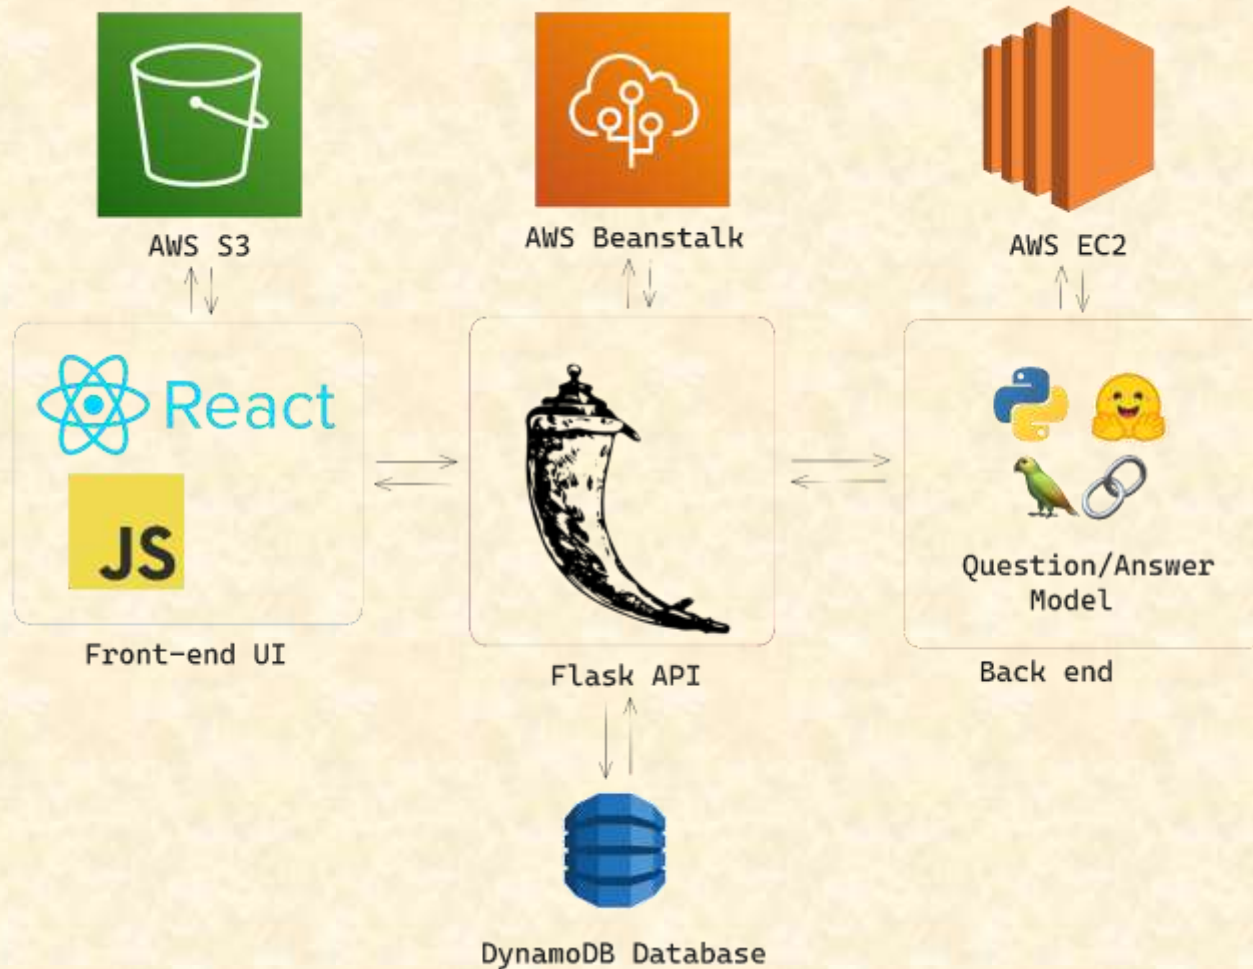 AWS S3
AWS Beanstalk
AWS EC2
React
JS
Question/Answer
Model
Front-end UI
Flask API
Back end
DynamoDB Database